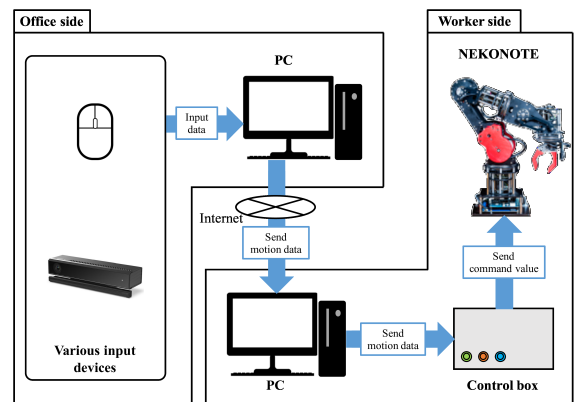 Office side
Worker side
PC
NEKONOTE
Input
data
Internet
Send
motion data
Send
command value
Send
motion data
Various input
devices
PC
Control box